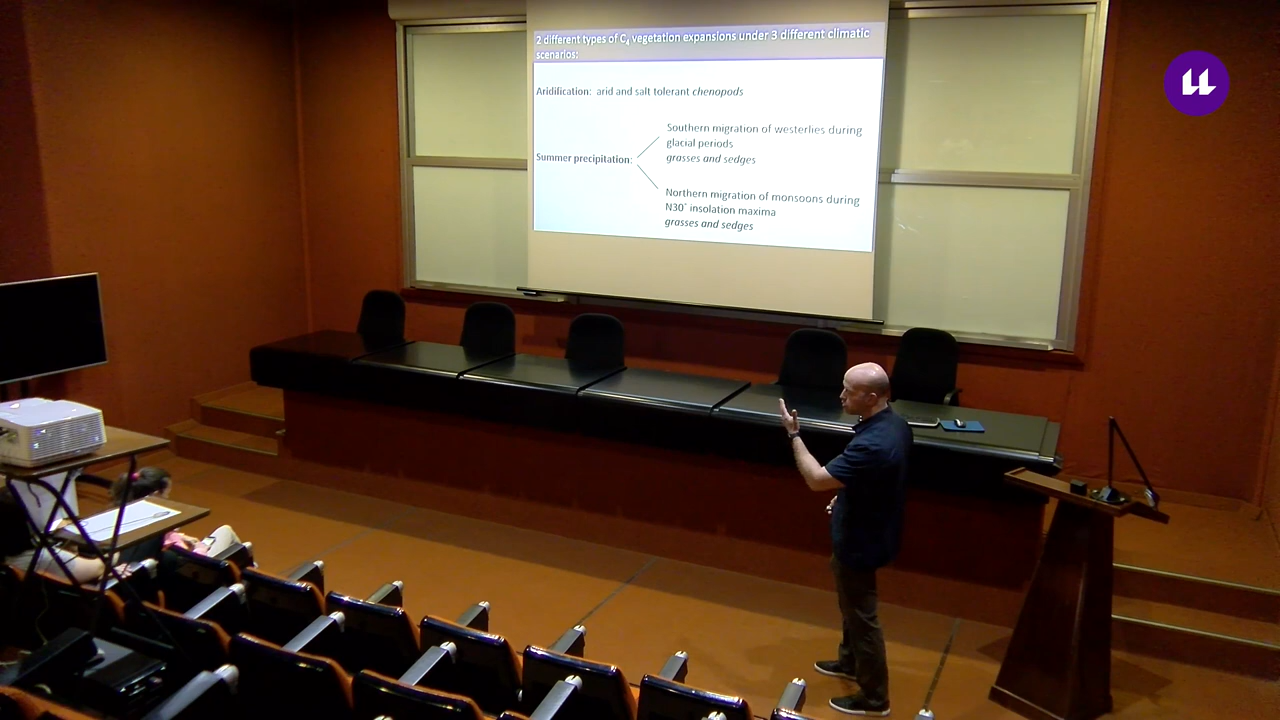 2 different types of C4 vegetation expansions under 3 different climatic
scenarios:
Aridification: arid and salt tolerant chenopods
Southern migration of westerlies during
glacial periods
grasses and sedges
Summer precipitation:
Northern migration of monsoons during
N30° insolation maxima
grasses and sedges